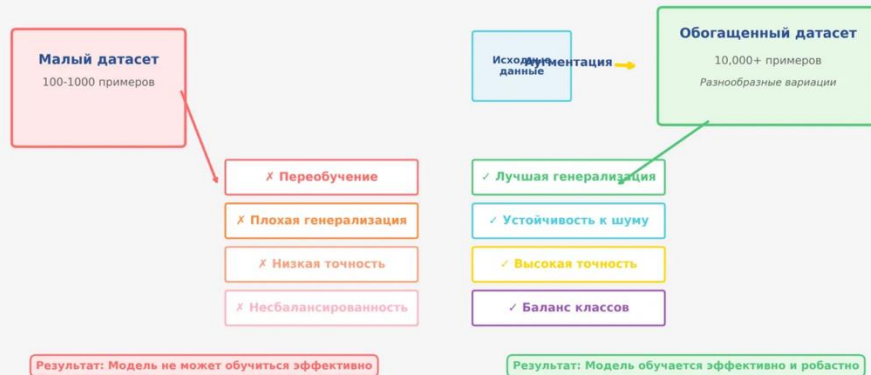 Малый датасет
100-1000 примеров
✗ Переобучение
✗ Плохая генерализация
✗ Низкая точность
✗ Несбалансированность
Результат: Модель не может обучиться эффективно
Исходные
данные
Аугментация
Обогащенный датасет
10,000+ примеров
Разнообразные вариации
✓ Лучшая генерализация
✓ Устойчивость к шуму
✓ Высокая точность
✓ Баланс классов
Результат: Модель обучается эффективно и робастно